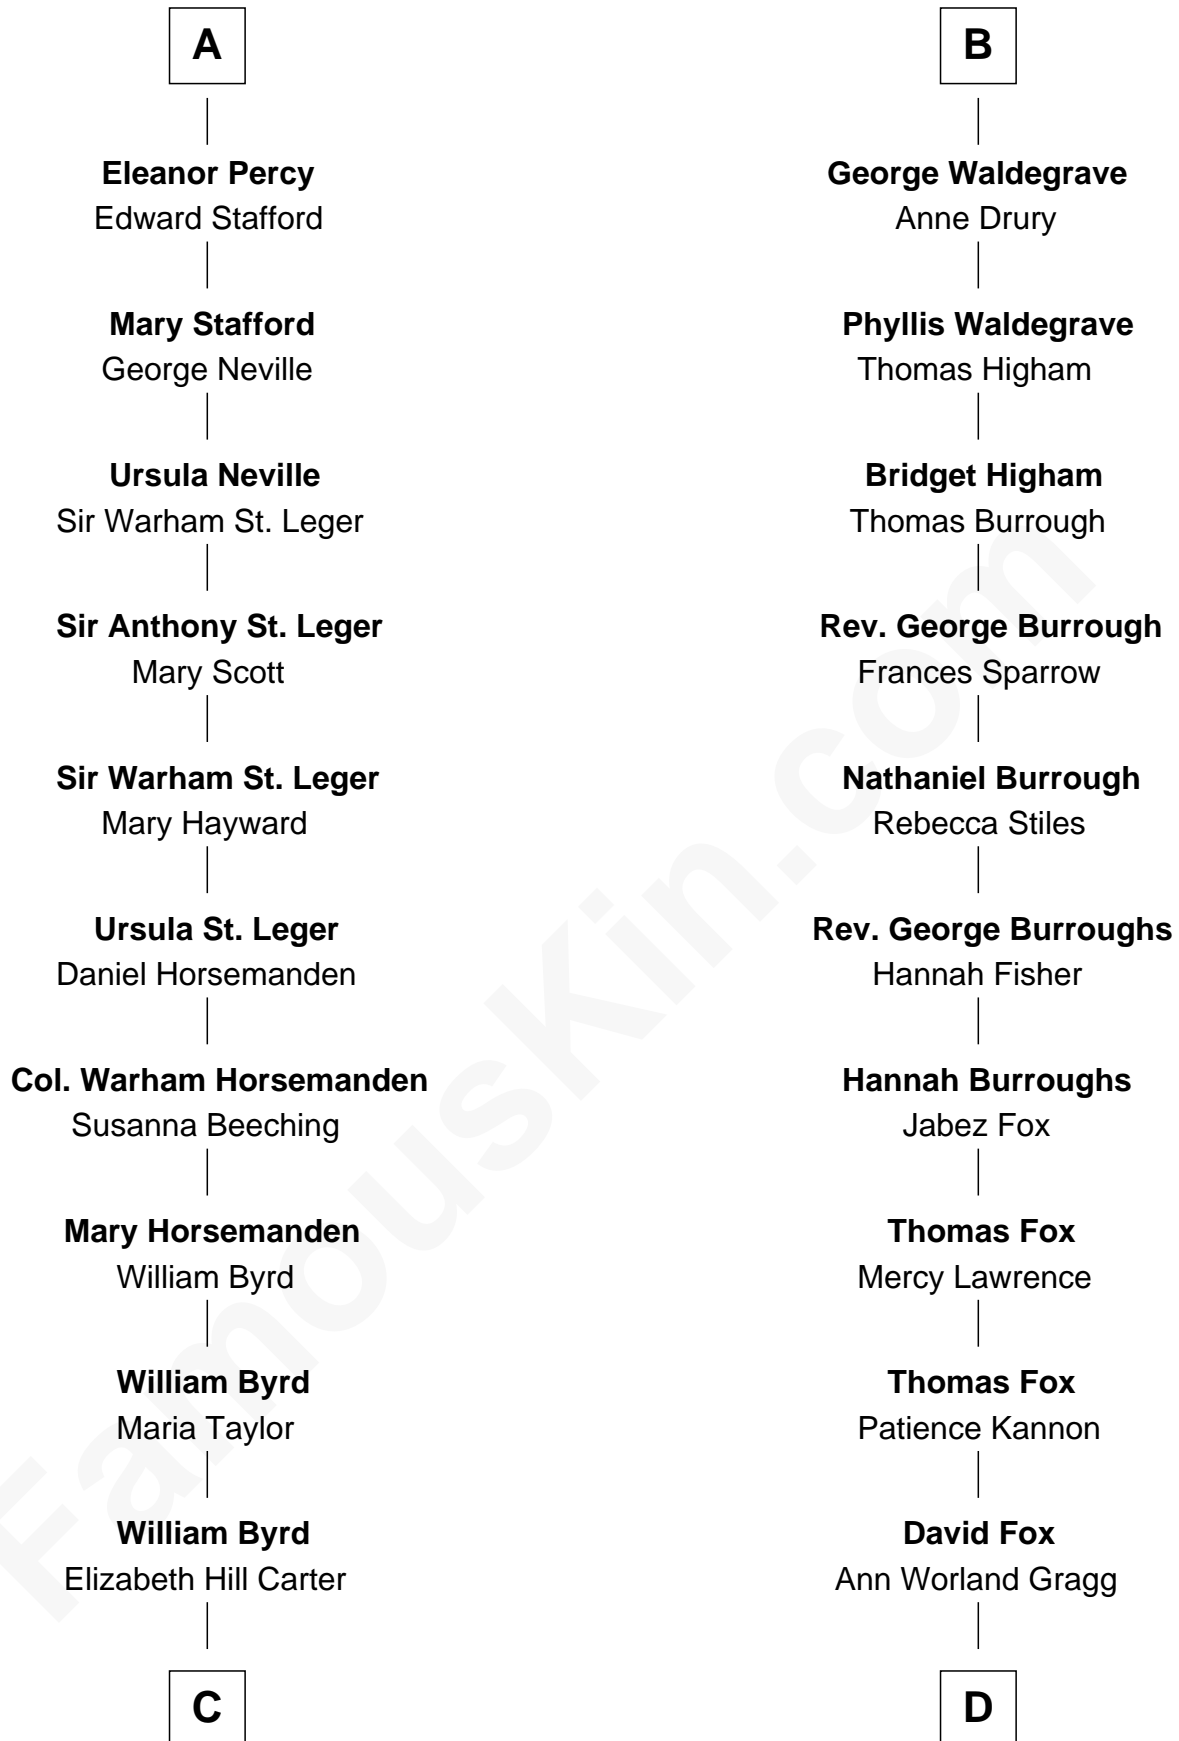 A
Eleanor Percy
Edward Stafford
Mary Stafford
George Neville
Ursula Neville
Sir Warham St. Leger
Sir Anthony St. Leger
Mary Scott
Sir Warham St. Leger
Mary Hayward
Ursula St. Leger
Daniel Horsemanden
Col. Warham Horsemanden
Susanna Beeching
Mary Horsemanden
William Byrd
William Byrd
Maria Taylor
William Byrd
Elizabeth Hill Carter
C
B
George Waldegrave
Anne Drury
Phyllis Waldegrave
Thomas Higham
Bridget Higham
Thomas Burrough
Rev. George Burrough
Frances Sparrow
Nathaniel Burrough
Rebecca Stiles
Rev. George Burroughs
Hannah Fisher
Hannah Burroughs
Jabez Fox
Thomas Fox
Mercy Lawrence
Thomas Fox
Patience Kannon
David Fox
Ann Worland Gragg
D
FamousKin.com